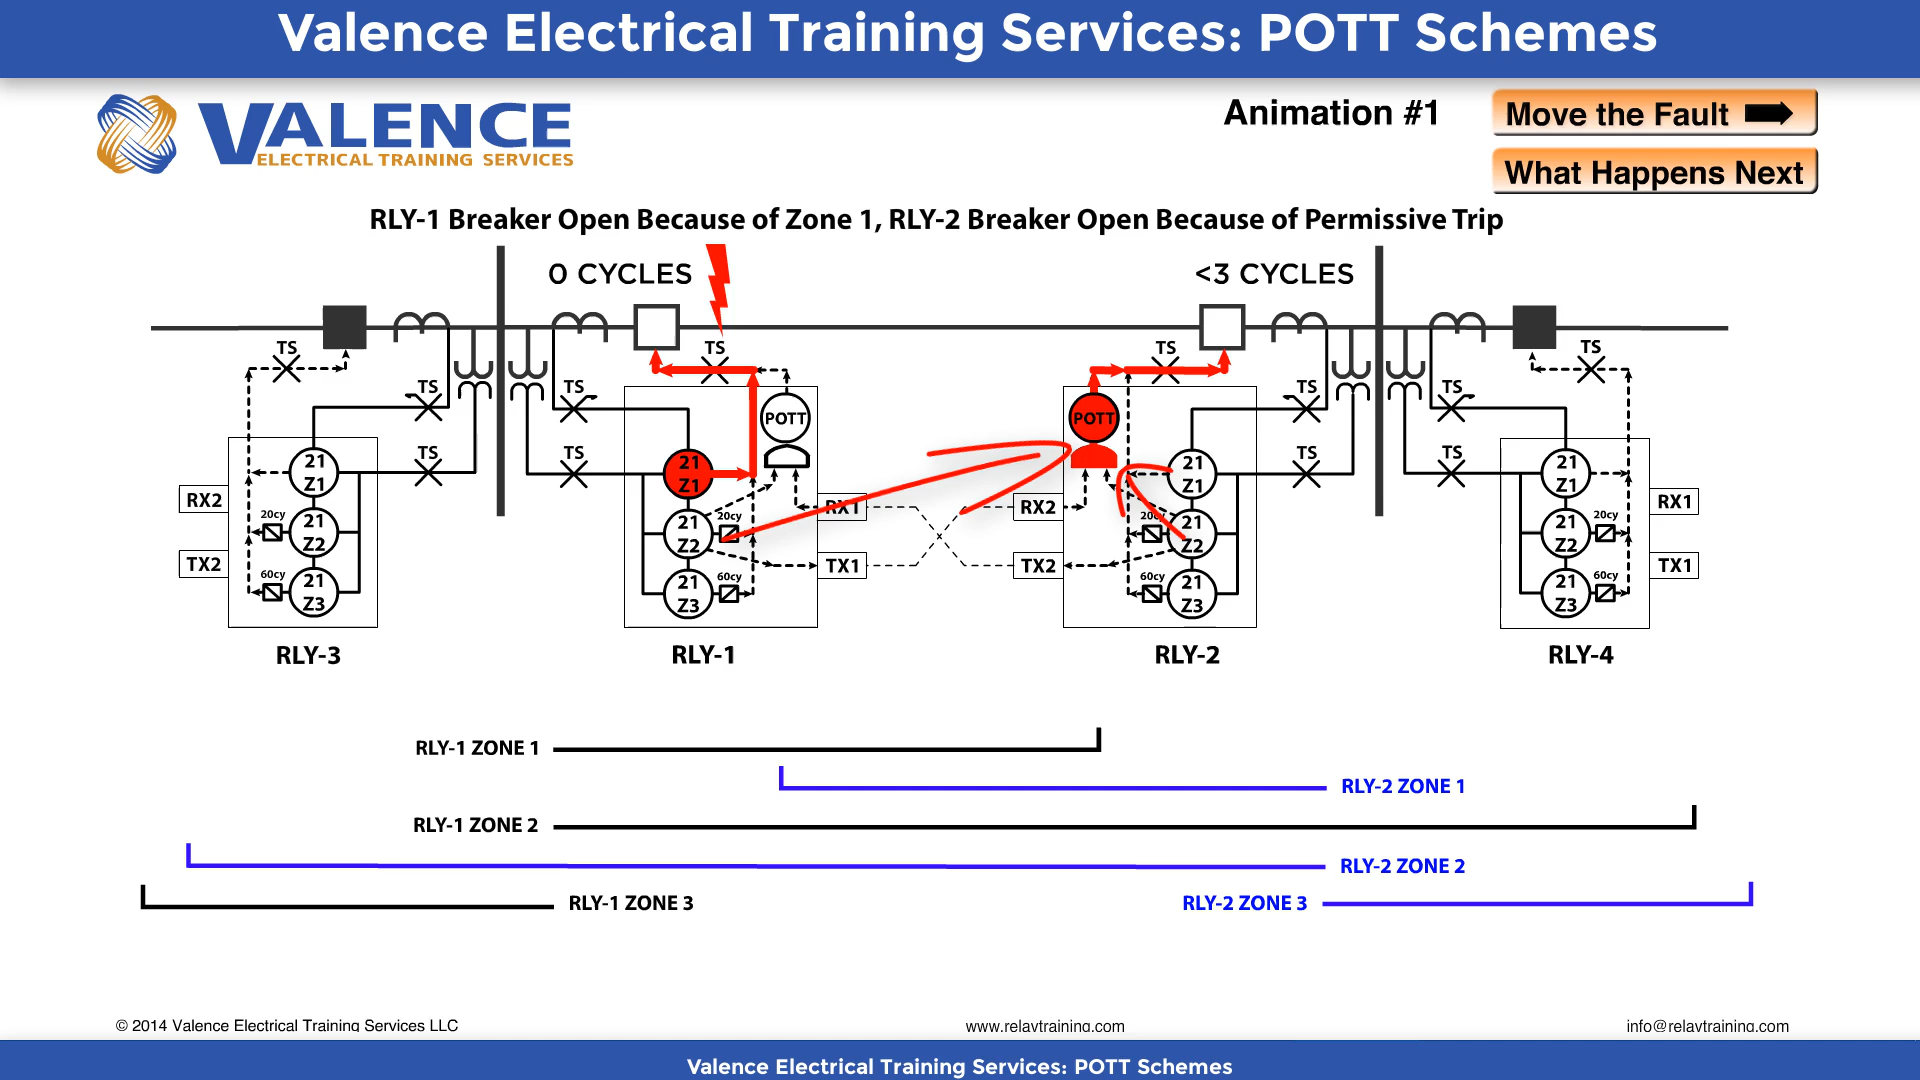 Valence Electrical Training Services: POTT Schemes
VALENCE
ELECTRICAL TRAINING SERVICES
Animation #1
Move the Fault
What Happens Next
RLY-1 Breaker Open Because of Zone 1, RLY-2 Breaker Open Because of Permissive Trip
0 CYCLES
<3 CYCLES
TS
TS
TS
TS
TS
TS
TS
TS
POTT
POTT
TS
TS
TS
TS
21
Z1
21
Z1
21
Z1
21
Z1
RX2
RX1
RX2
RX1
20cy
21
Z2
21
Z2
20cy
20cy
21
Z2
21
Z2
20cy
TX2
TX1
TX2
TX1
60cy
21
Z3
21
Z3
60cy
60cy
21
Z3
21
Z3
60cy
RLY-3
RLY-1
RLY-2
RLY-4
RLY-1 ZONE 1
RLY-2 ZONE 1
RLY-1 ZONE 2
RLY-2 ZONE 2
RLY-1 ZONE 3
RLY-2 ZONE 3
© 2014 Valence Electrical Training Services LLC
www.relaytraining.com
info@relaytraining.com
Valence Electrical Training Services: POTT Schemes